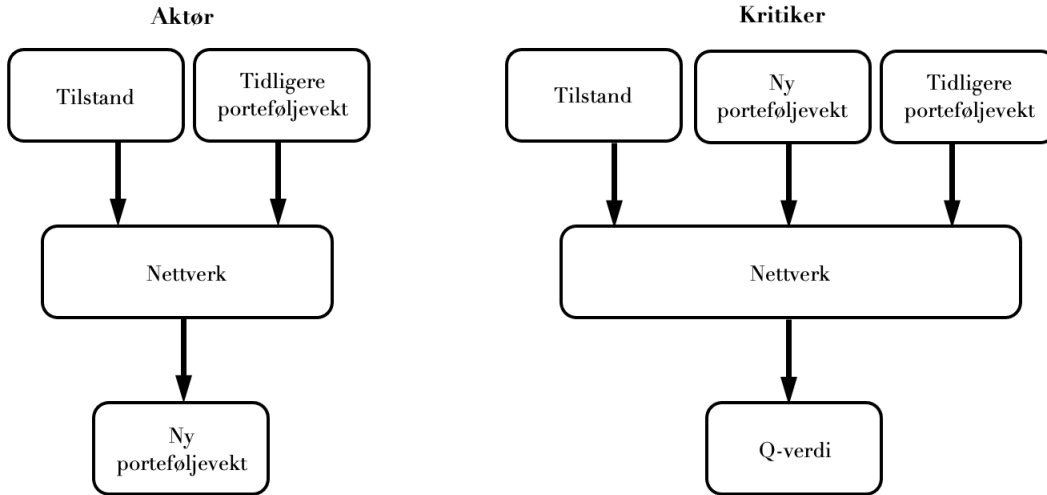 Aktør
Tilstand
Tidligere
porteføljevekt
Nettverk
Ny
porteføljevekt
Kritiker
Tilstand
Ny
porteføljevekt
Tidligere
porteføljevekt
Nettverk
Q-verdi